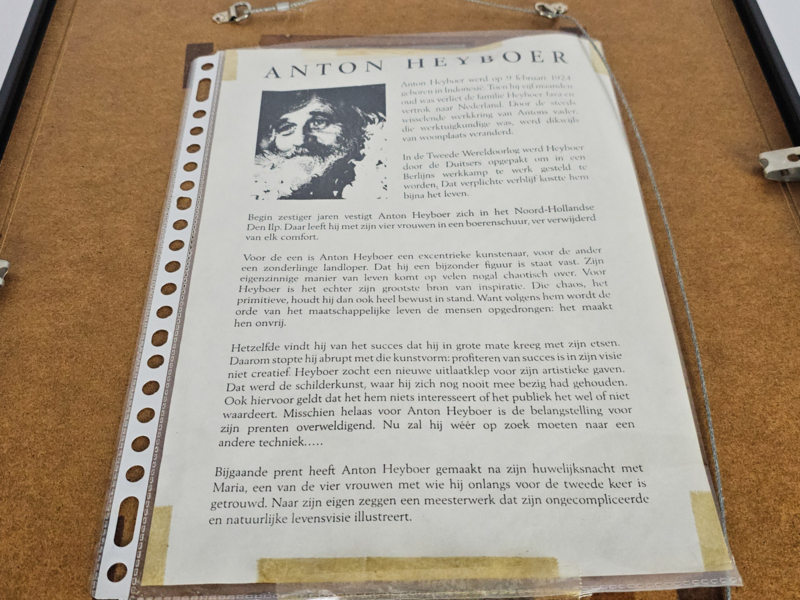 ANTON HEYBOER
Anton Heyboer werd op 9 februari 1924
geboren in Indonesië. Toen hij vijf maanden
oud was verliet de familie Heyboer Java en
vertrok naar Nederland. Door de steeds
wisselende werkkring van Antons vader,
die werktuigkundige was, werd dikwijls
van woonplaats veranderd.
In de Tweede Wereldoorlog werd Heyboer
door de Duitsers opgepakt om in een
Berlijns werkkamp te werk gesteld te
worden, Dat verplichte verblijf kostte hem
bijna het leven.
Begin zestiger jaren vestigt Anton Heyboer zich in het Noord-Hollandse
Den Ilp. Daar leeft hij met zijn vier vrouwen in een boerenschuur, ver verwijderd
van elk comfort.
Voor de een is Anton Heyboer een excentrieke kunstenaar, voor de ander
een zonderlinge landloper. Dat hij een bijzonder figuur is staat vast. Zijn
eigenzinnige manier van leven komt op velen nogal chaotisch over. Voor
Heyboer is het echter zijn grootste bron van inspiratie. Die chaos, het
primitieve, houdt hij dan ook heel bewust in stand. Want volgens hem wordt de
orde van het maatschappelijke leven de mensen opgedrongen: het maakt
hen onvrij.
Hetzelfde vindt hij van het succes dat hij in grote mate kreeg met zijn etsen.
Daarom stopte hij abrupt met die kunstvorm: profiteren van succes is in zijn visie
niet creatief. Heyboer zocht een nieuwe uitlaatklep voor zijn artistieke gaven.
Dat werd de schilderkunst, waar hij zich nog nooit mee bezig had gehouden.
Ook hiervoor geldt dat het hem niets interesseert of het publiek het wel of niet
waardeert. Misschien helaas voor Anton Heyboer is de belangstelling voor
zijn prenten overweldigend. Nu zal hij wéér op zoek moeten naar een
andere techniek.....
Bijgaande prent heeft Anton Heyboer gemaakt na zijn huwelijksnacht met
Maria, een van de vier vrouwen met wie hij onlangs voor de tweede keer is
getrouwd. Naar zijn eigen zeggen een meesterwerk dat zijn ongecompliceerde
en natuurlijke levensvisie illustreert.